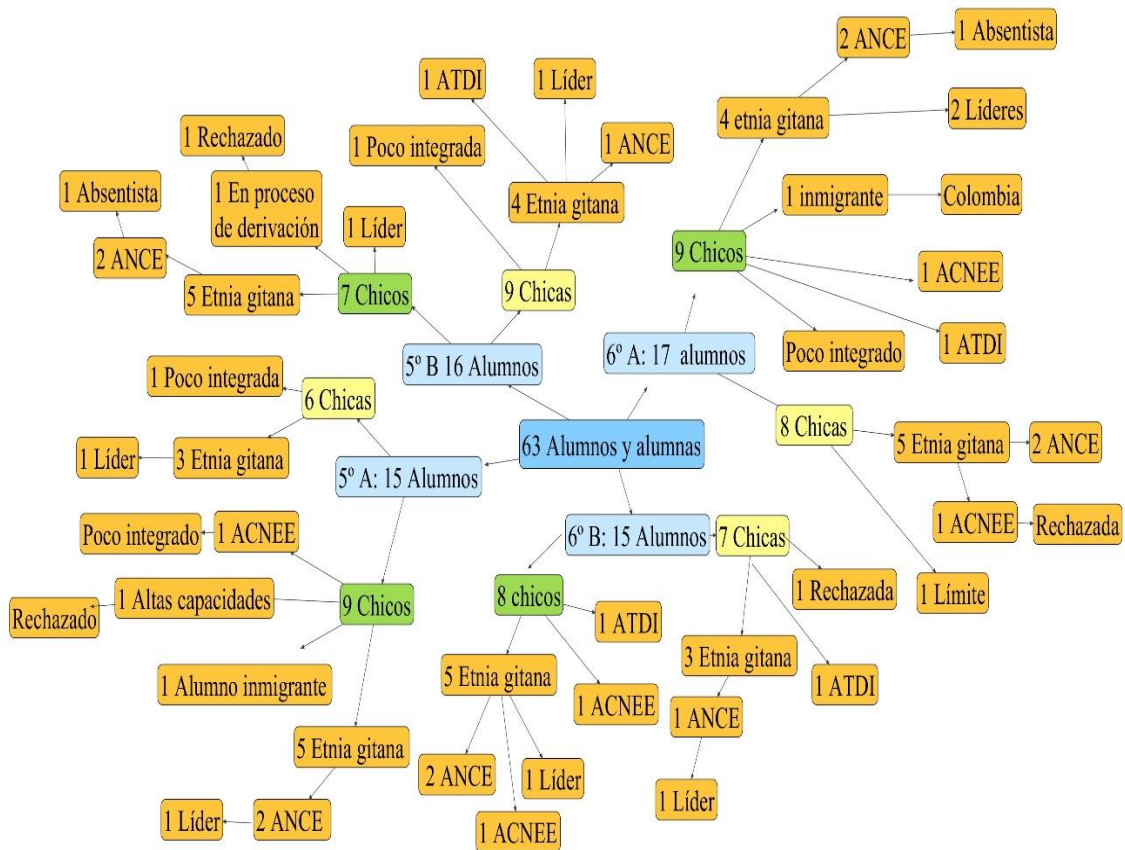 2 ANCE
1 Absentista
4 etnia gitana
2 Líderes
1 inmigrante
Colombia
9 Chicos
1 ACNEE
1 ATDI
Poco integrado
6º A: 17 alumnos
8 Chicas
5 Etnia gitana
2 ANCE
1 ACNEE
Rechazada
1 Límite
1 ATDI
1 Líder
1 ANCE
1 Poco integrada
4 Etnia gitana
9 Chicas
1 Rechazado
1 En proceso
de derivación
1 Líder
1 Absentista
2 ANCE
5 Etnia gitana
7 Chicos
5º B 16 Alumnos
63 Alumnos y alumnas
1 Poco integrada
6 Chicas
1 Líder
3 Etnia gitana
5º A: 15 Alumnos
Poco integrado
1 ACNEE
Rechazado
1 Altas capacidades
9 Chicos
1 Alumno inmigrante
5 Etnia gitana
1 Líder
2 ANCE
6º B: 15 Alumnos
7 Chicas
1 Rechazada
3 Etnia gitana
1 ATDI
1 ANCE
1 Líder
8 chicos
1 ATDI
5 Etnia gitana
1 ACNEE
2 ANCE
1 Líder
1 ACNEE